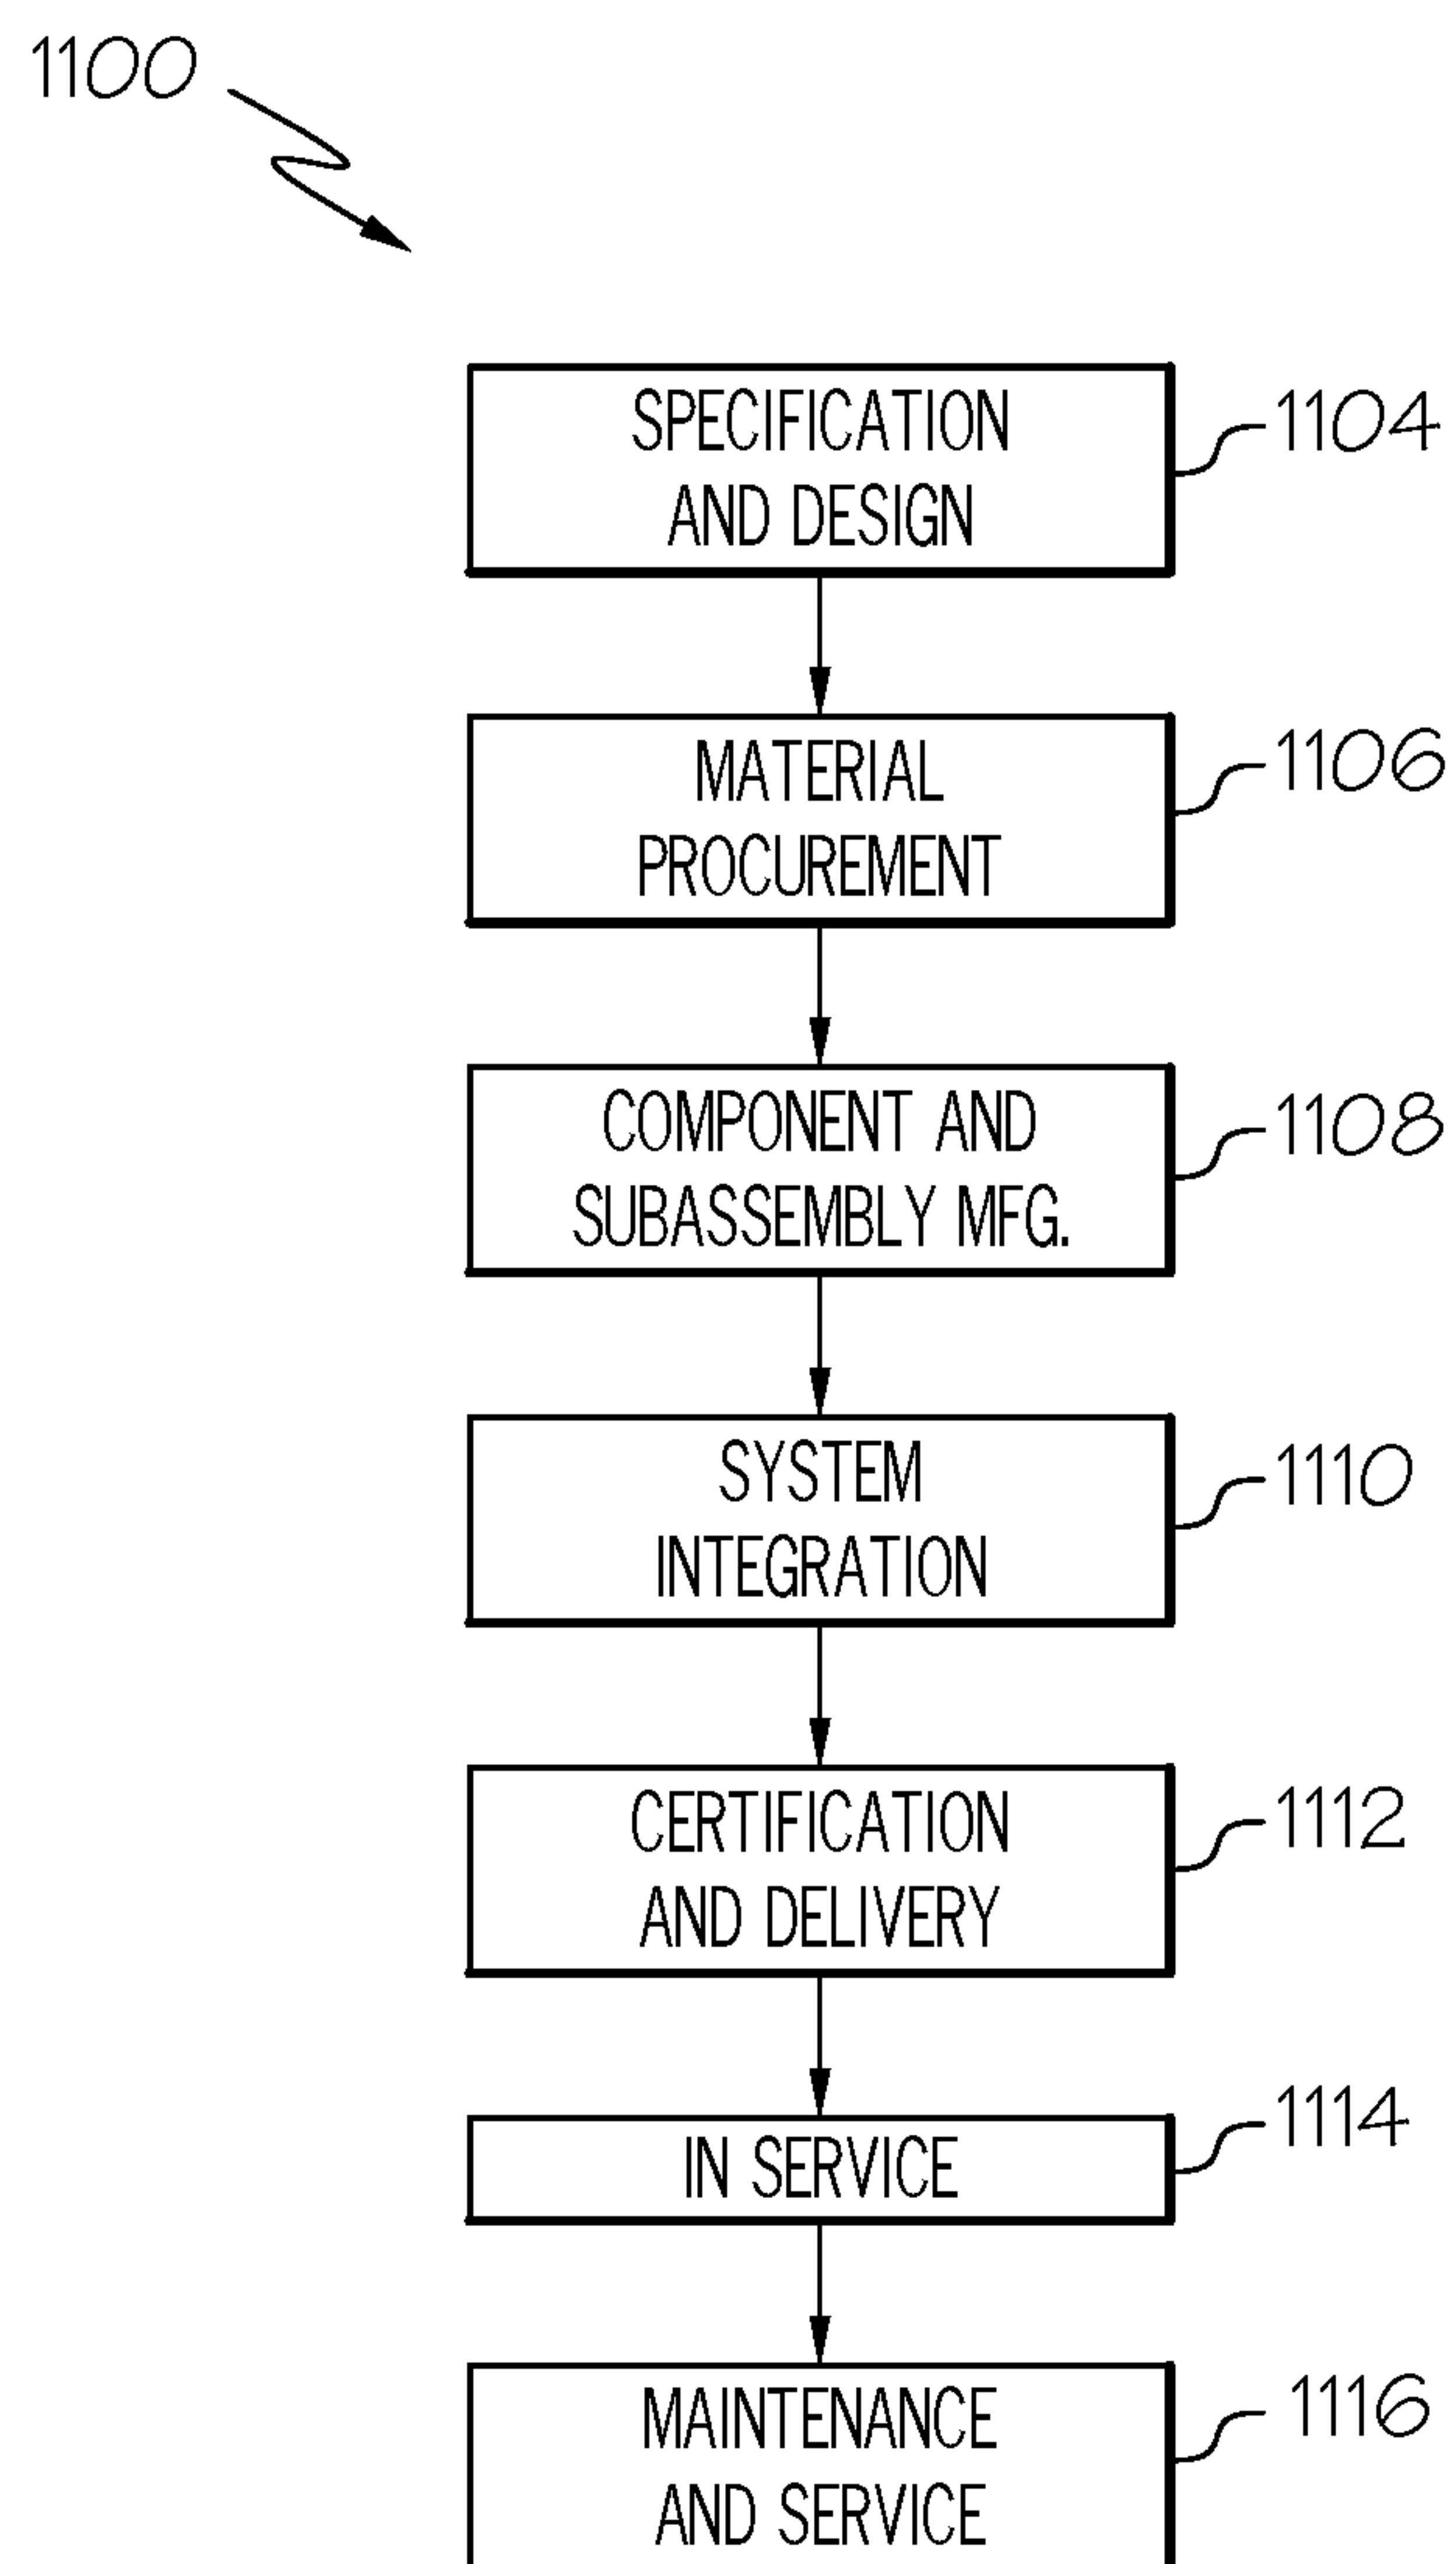 1100
SPECIFICATION
AND DESIGN
1104
MATERIAL
PROCUREMENT
1106
COMPONENT AND
SUBASSEMBLY MFG.
1108
SYSTEM
INTEGRATION
1110
CERTIFICATION
AND DELIVERY
1112
IN SERVICE
1114
MAINTENANCE
AND SERVICE
1116